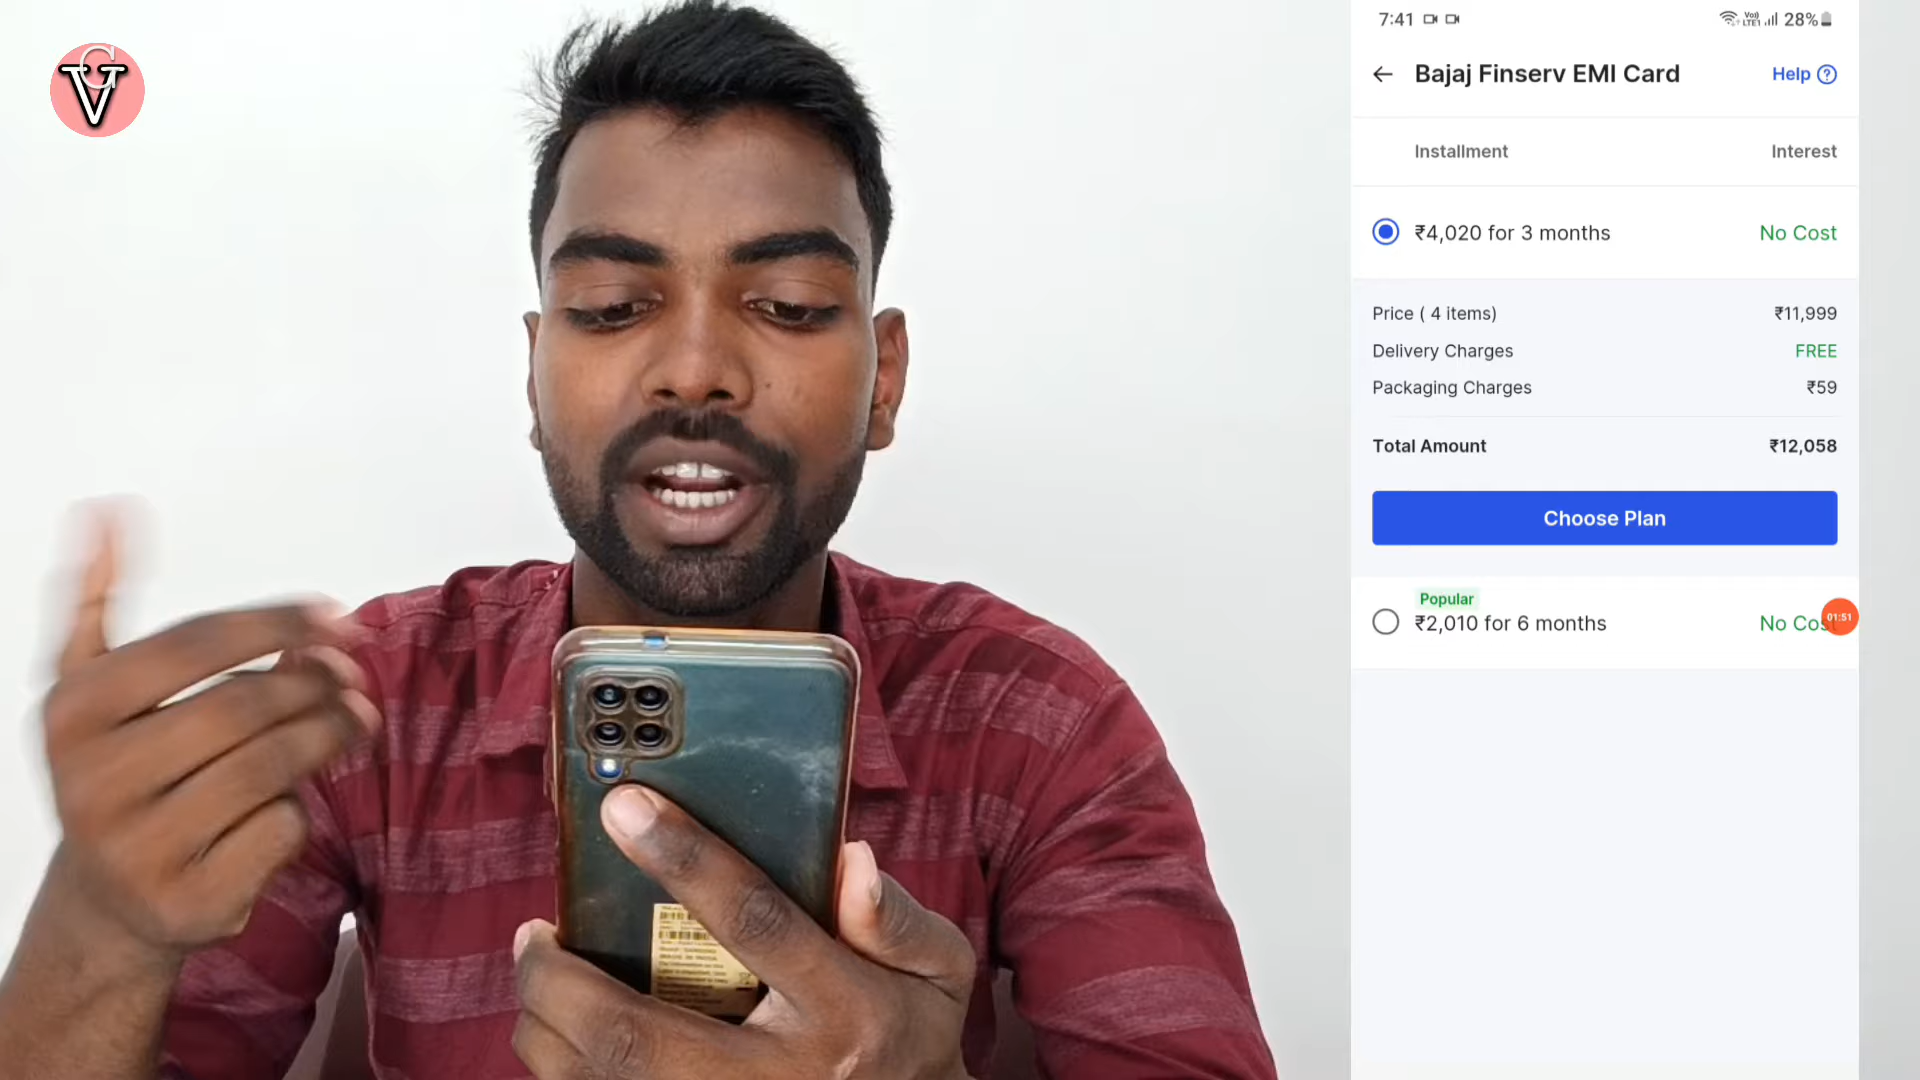 GV
7:41 28%
Bajaj Finserv EMI Card Help
Installment Interest
₹4,020 for 3 months No Cost
Price ( 4 items) ₹11,999
Delivery Charges FREE
Packaging Charges ₹59
Total Amount ₹12,058
Choose Plan
Popular
₹2,010 for 6 months No Cost
01:51